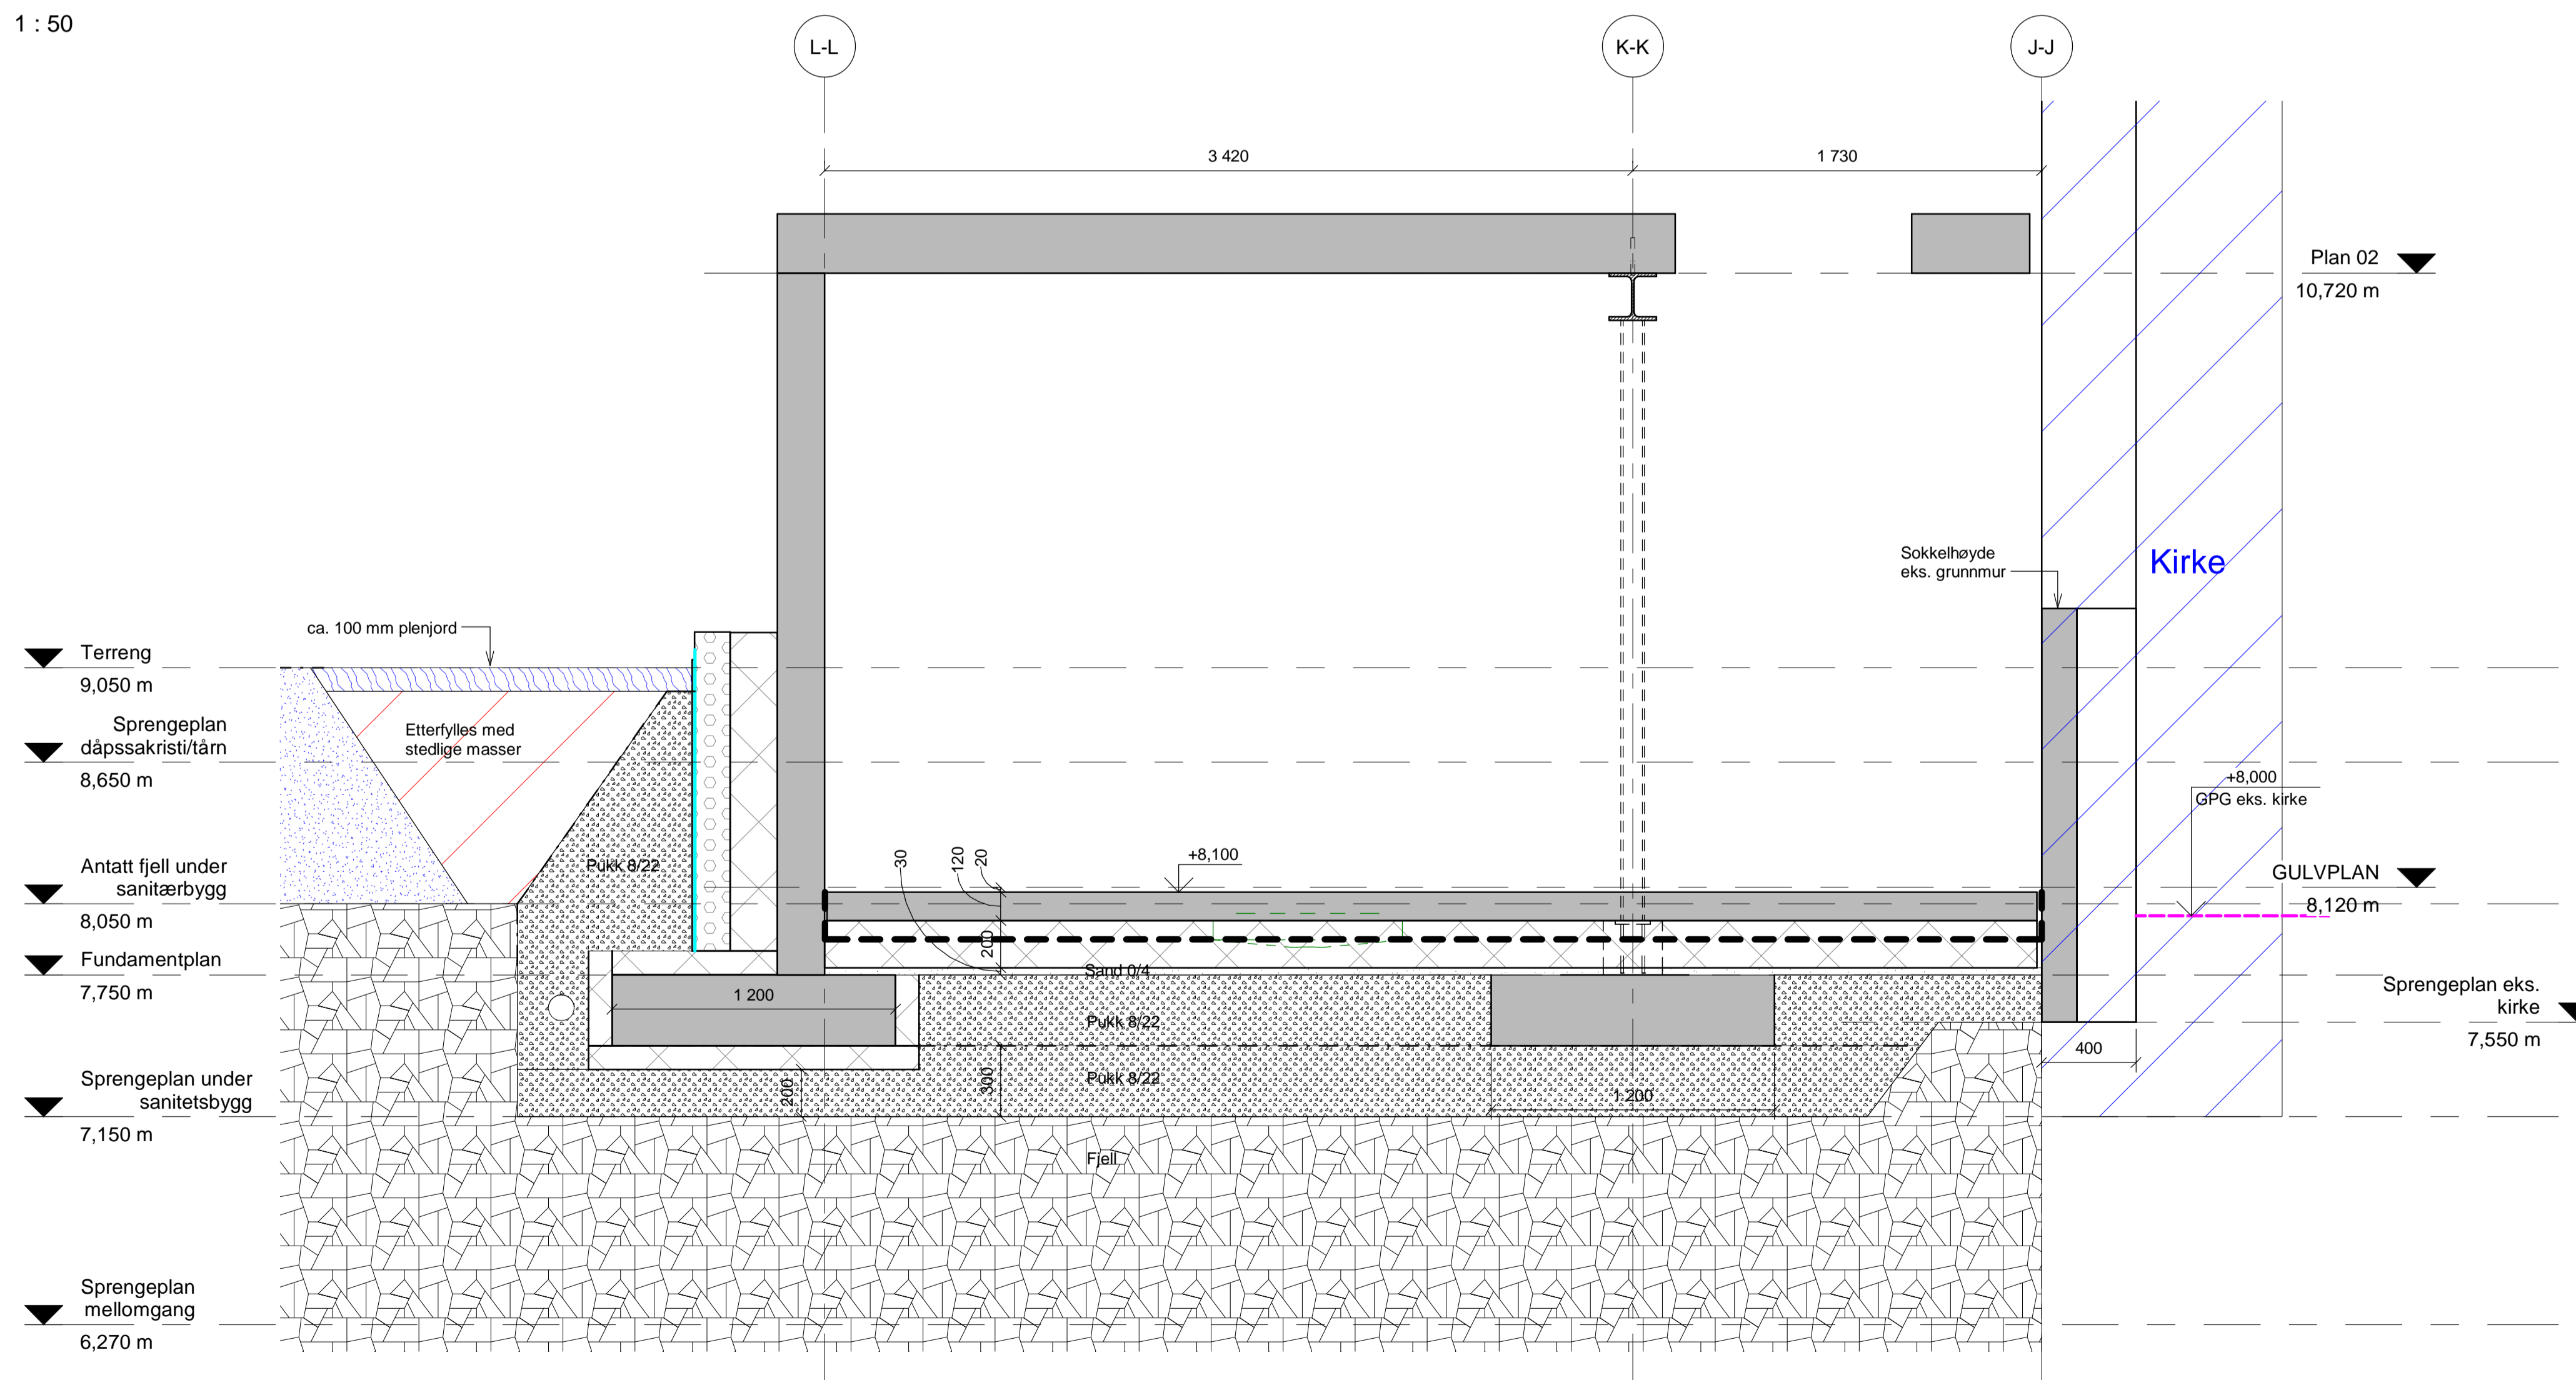 1 : 50
L-L
K-K
J-J
3 420
1 730
Plan 02
10,720 m
Sokkelhøyde
eks. grunnmur
Kirke
ca. 100 mm plenjord
Terreng
9,050 m
Sprengeplan
dåpssakristi/tårn
8,650 m
Etterfylles med
stedlige masser
+8,000
GPG eks. kirke
Antatt fjell under
sanitærbygg
8,050 m
Pukk 8/22
30
120
20
+8,100
GULVPLAN
8,120 m
200
Fundamentplan
7,750 m
Sand 0/4
1 200
Pukk 8/22
Sprengeplan eks.
kirke
7,550 m
400
Sprengeplan under
sanitetsbygg
7,150 m
200
300
Pukk 8/22
1 200
Fjell
Sprengeplan
mellomgang
6,270 m